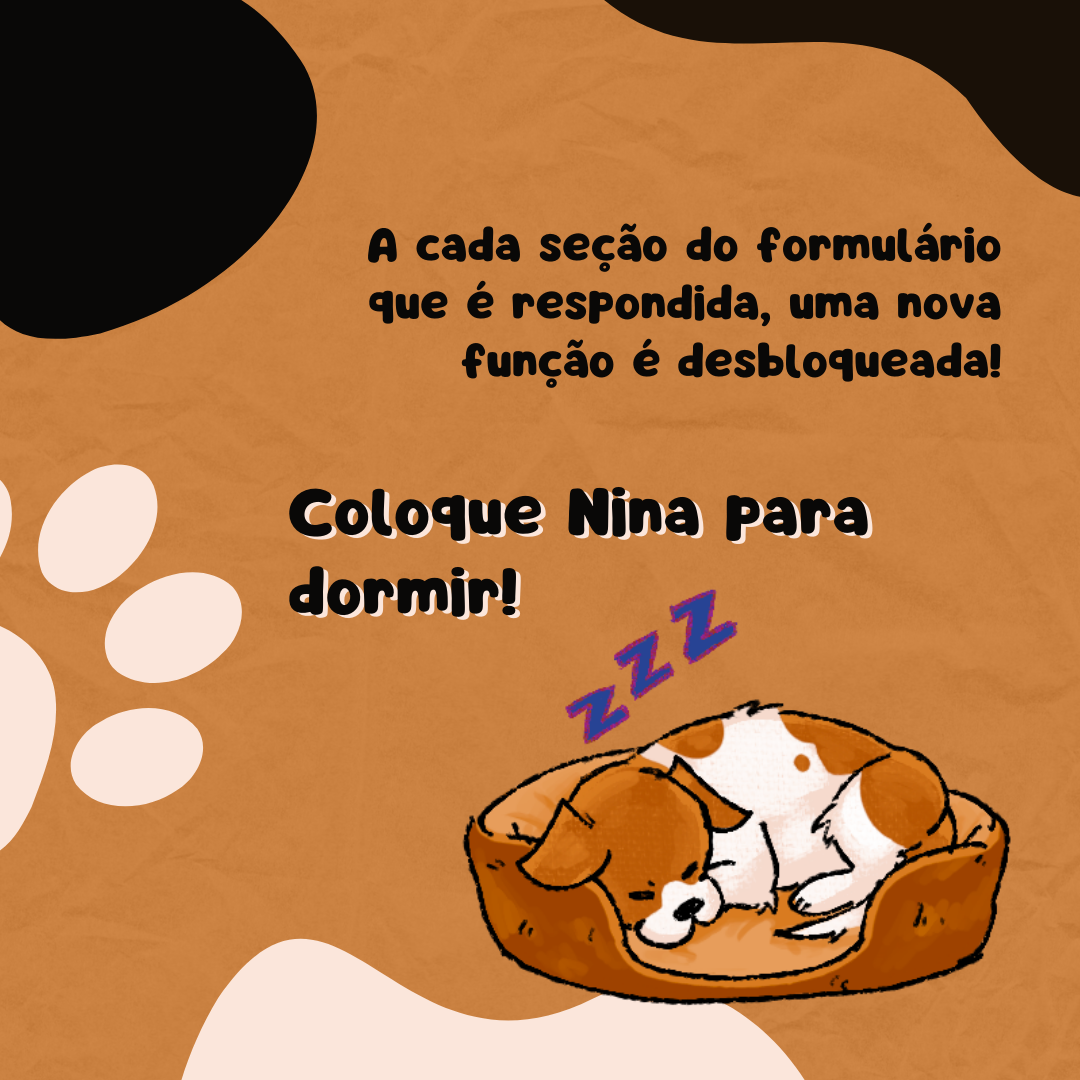 A cada seção do formulário
que é respondida, uma nova
função é desbloqueada!
Coloque Nina para
dormir!
zzz